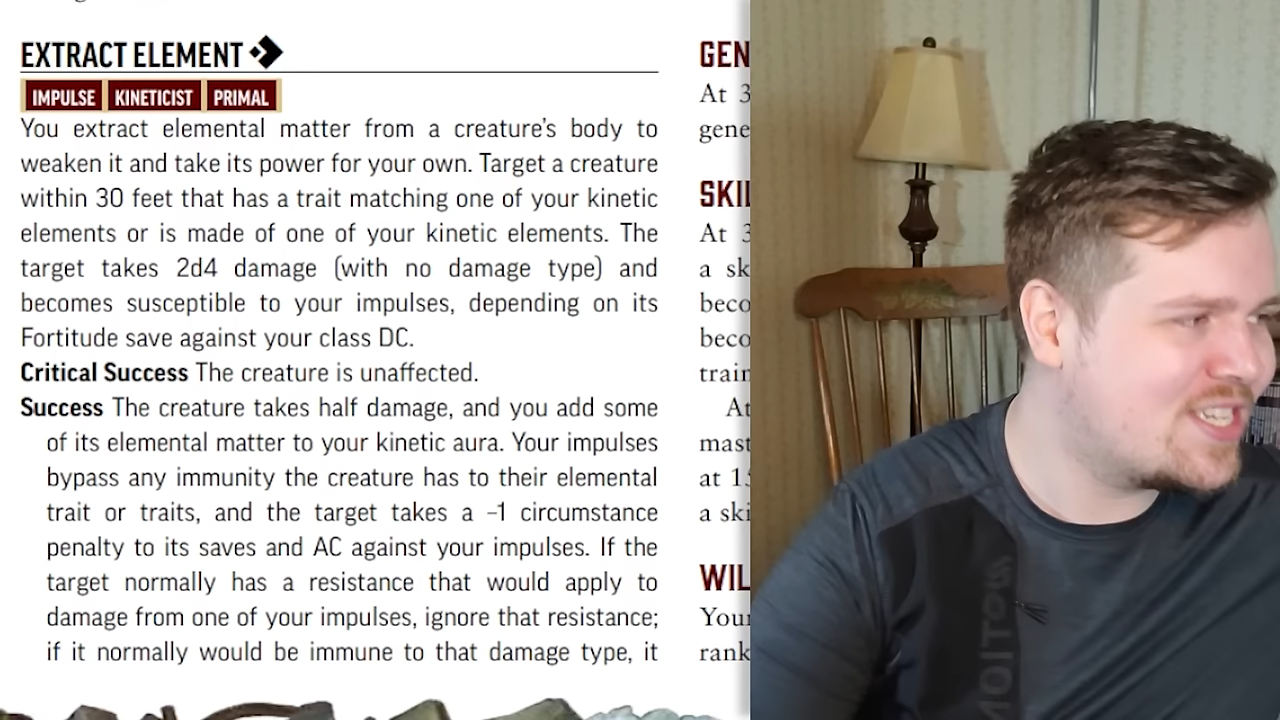 EXTRACT ELEMENT
IMPULSE KINETICIST PRIMAL
You extract elemental matter from a creature's body to
weaken it and take its power for your own. Target a creature
within 30 feet that has a trait matching one of your kinetic
elements or is made of one of your kinetic elements. The
target takes 2d4 damage (with no damage type) and
becomes susceptible to your impulses, depending on its
Fortitude save against your class DC.
Critical Success The creature is unaffected.
Success The creature takes half damage, and you add some
of its elemental matter to your kinetic aura. Your impulses
bypass any immunity the creature has to their elemental
trait or traits, and the target takes a –1 circumstance
penalty to its saves and AC against your impulses. If the
target normally has a resistance that would apply to
damage from one of your impulses, ignore that resistance;
if it normally would be immune to that damage type, it
GEN
At 3
gene
SKI
At 3
a sk
beco
beco
train
At
mast
at 1
a ski
WIL
Your
rank